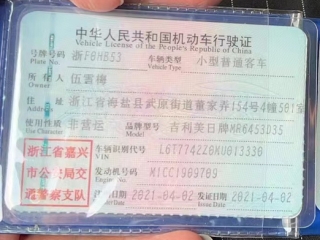 中华人民共和国机动车行驶证
Vehicle License of the People's Republic of China
号牌号码 浙F8H853 车辆类型 小型普通客车
Plate No. Vehicle Type
所有人
Owner
住址 浙江省海盐县武原街道董家弄154号4幢501室
Address
使用性质 非营运 品牌型号 吉利美日牌MR6453D35
Use Character Model
浙江省嘉兴
市公安局交
通警察支队
车辆识别代号
VIN
发动机号码
Engine No.
注册日期 2021-04-02 发证日期 2021-04-02
Register Date Issue Date